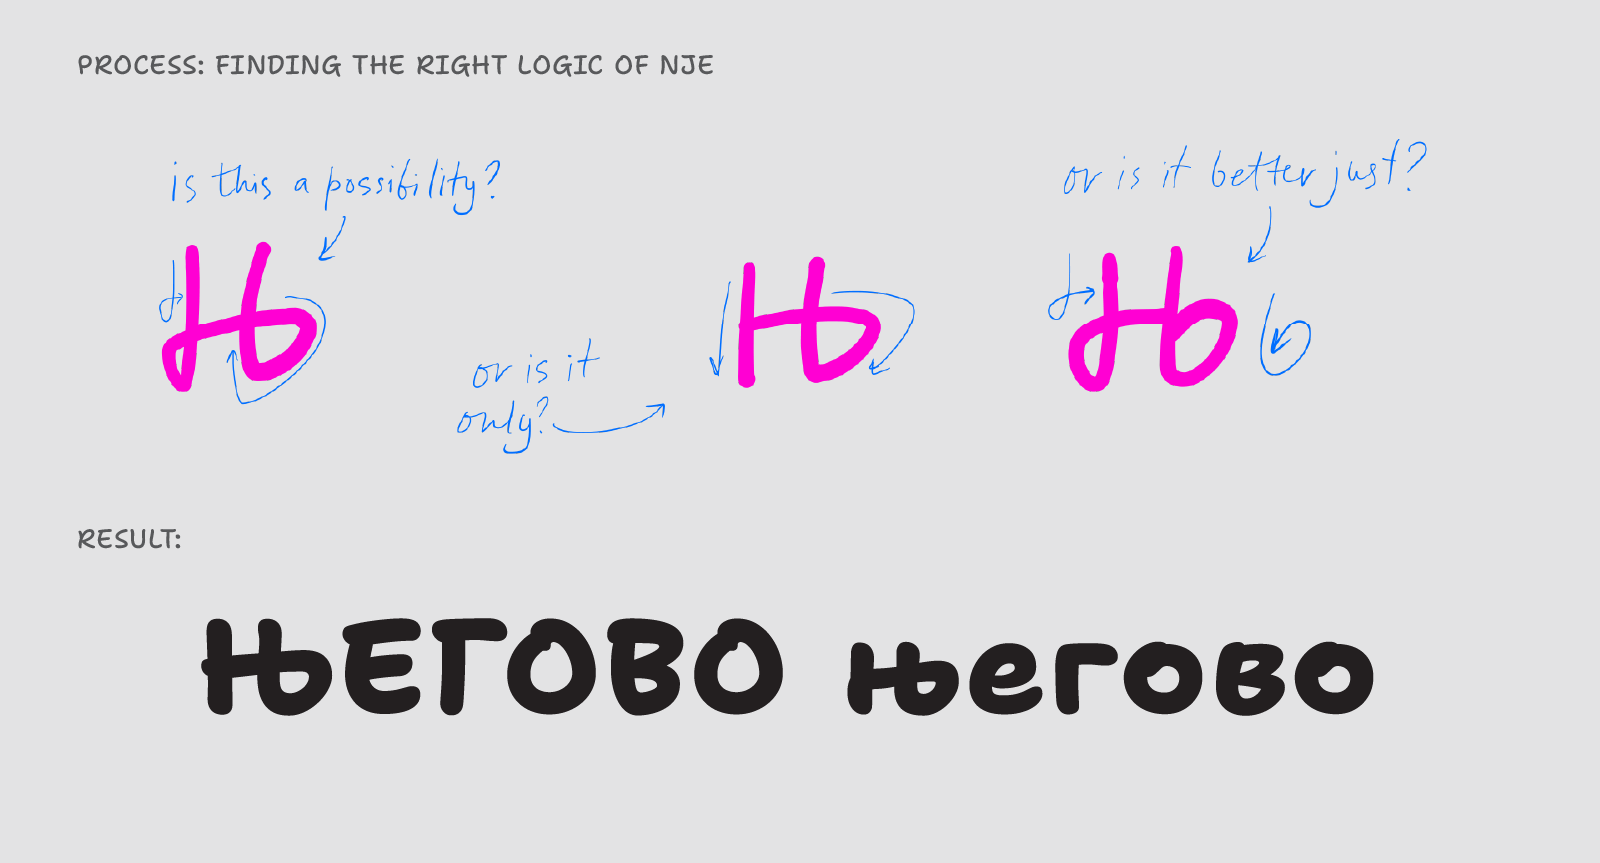 PROCESS: FINDING THE RIGHT LOGIC OF NJE
is this a possibility?
or is it better just?
Њ Њ Њ
or is it
only?
RESULT:
ЊЕГОВО његово